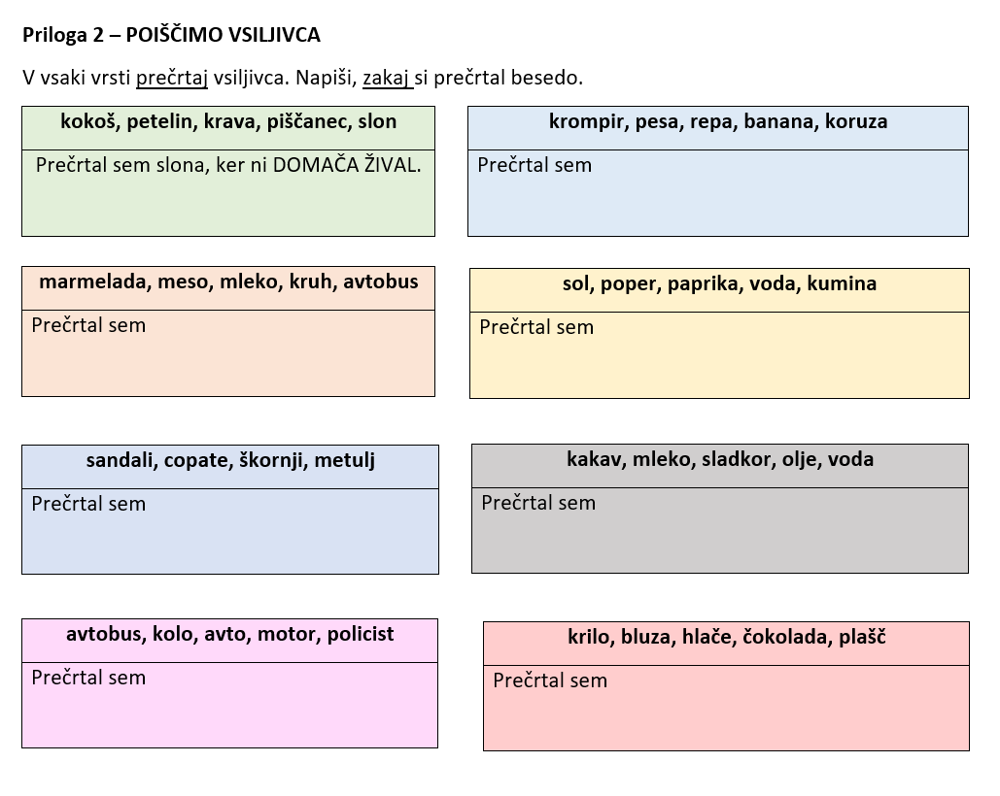 Priloga 2 – POIŠČIMO VSILJIVCA
V vsaki vrsti prečrtaj vsiljivca. Napiši, zakaj si prečrtal besedo.
kokoš, petelin, krava, piščanec, slon
Prečrtal sem slona, ker ni DOMAČA ŽIVAL.
krompir, pesa, repa, banana, koruza
Prečrtal sem
marmelada, meso, mleko, kruh, avtobus
Prečrtal sem
sol, poper, paprika, voda, kumina
Prečrtal sem
sandali, copate, škornji, metulj
Prečrtal sem
kakav, mleko, sladkor, olje, voda
Prečrtal sem
avtobus, kolo, avto, motor, policist
Prečrtal sem
krilo, bluza, hlače, čokolada, plašč
Prečrtal sem